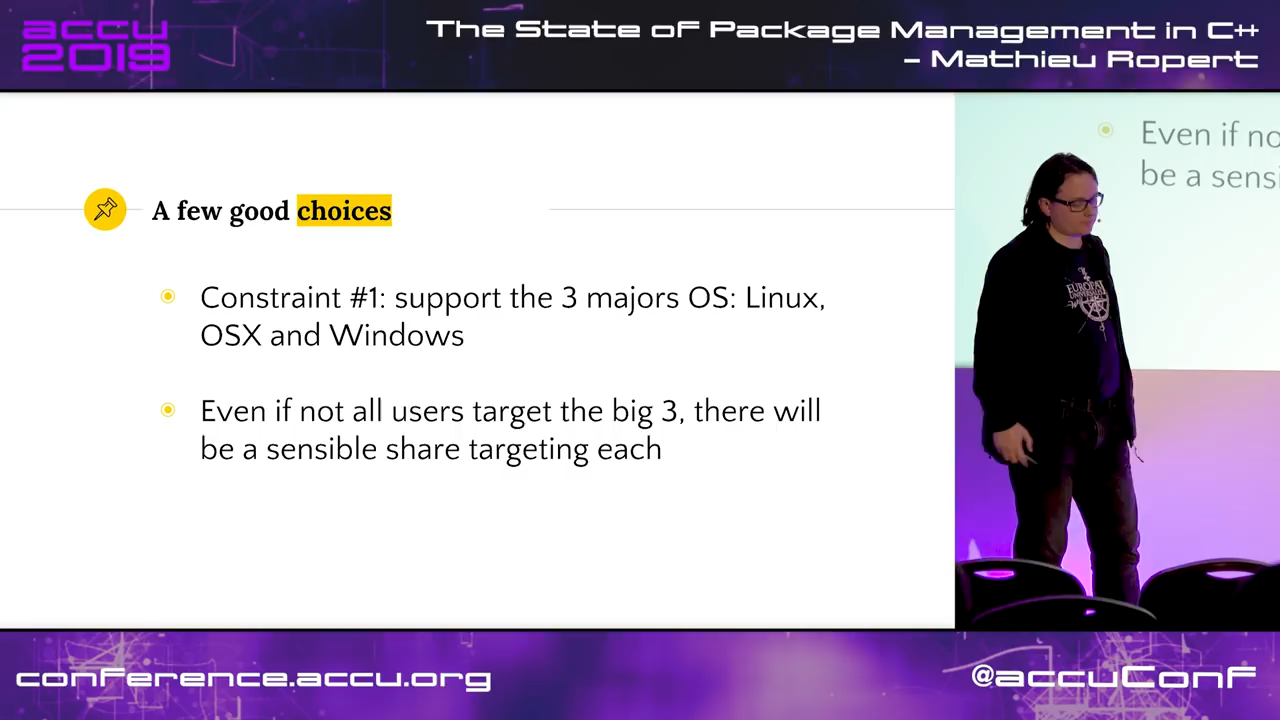 accu
2019
The State of Package Management in C++
– Mathieu Ropert
A few good choices
Constraint #1: support the 3 majors OS: Linux,
OSX and Windows
Even if not all users target the big 3, there will
be a sensible share targeting each
Even if no
be a sensi
EUROPA
UNIVERSALIS
conference.accu.org
@accuConf